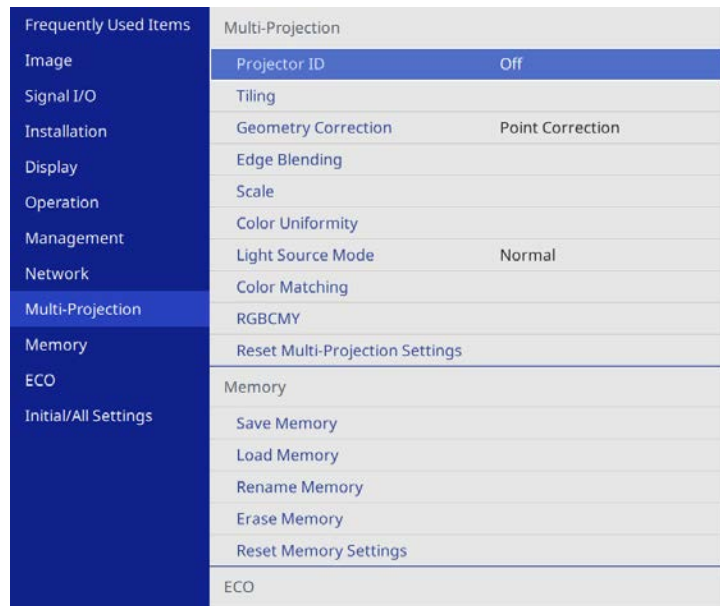 Frequently Used Items
Image
Signal I/O
Installation
Display
Operation
Management
Network
Multi-Projection
Memory
ECO
Initial/All Settings
Multi-Projection
Projector ID Off
Tiling
Geometry Correction Point Correction
Edge Blending
Scale
Color Uniformity
Light Source Mode Normal
Color Matching
RGBCMY
Reset Multi-Projection Settings
Memory
Save Memory
Load Memory
Rename Memory
Erase Memory
Reset Memory Settings
ECO